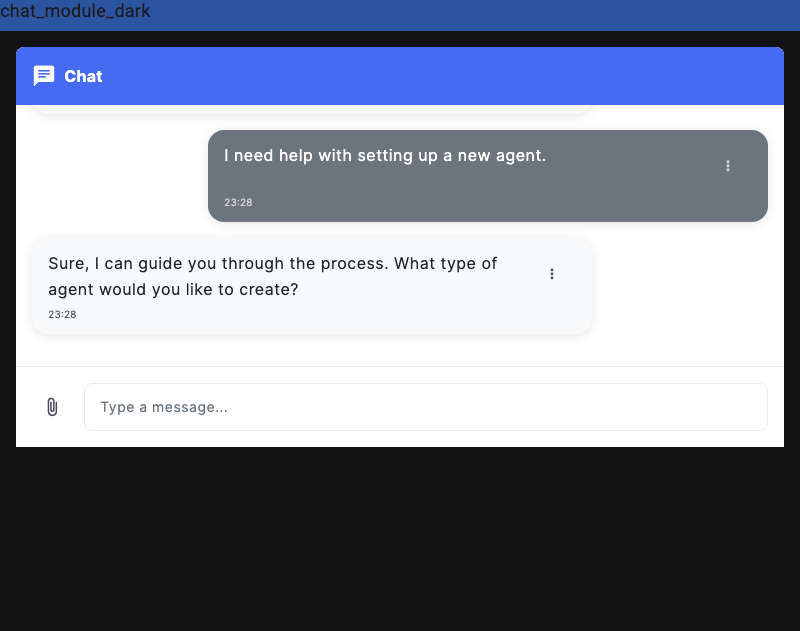 chat_module_dark
Chat
I need help with setting up a new agent.
23:28
Sure, I can guide you through the process. What type of
agent would you like to create?
23:28
Type a message...